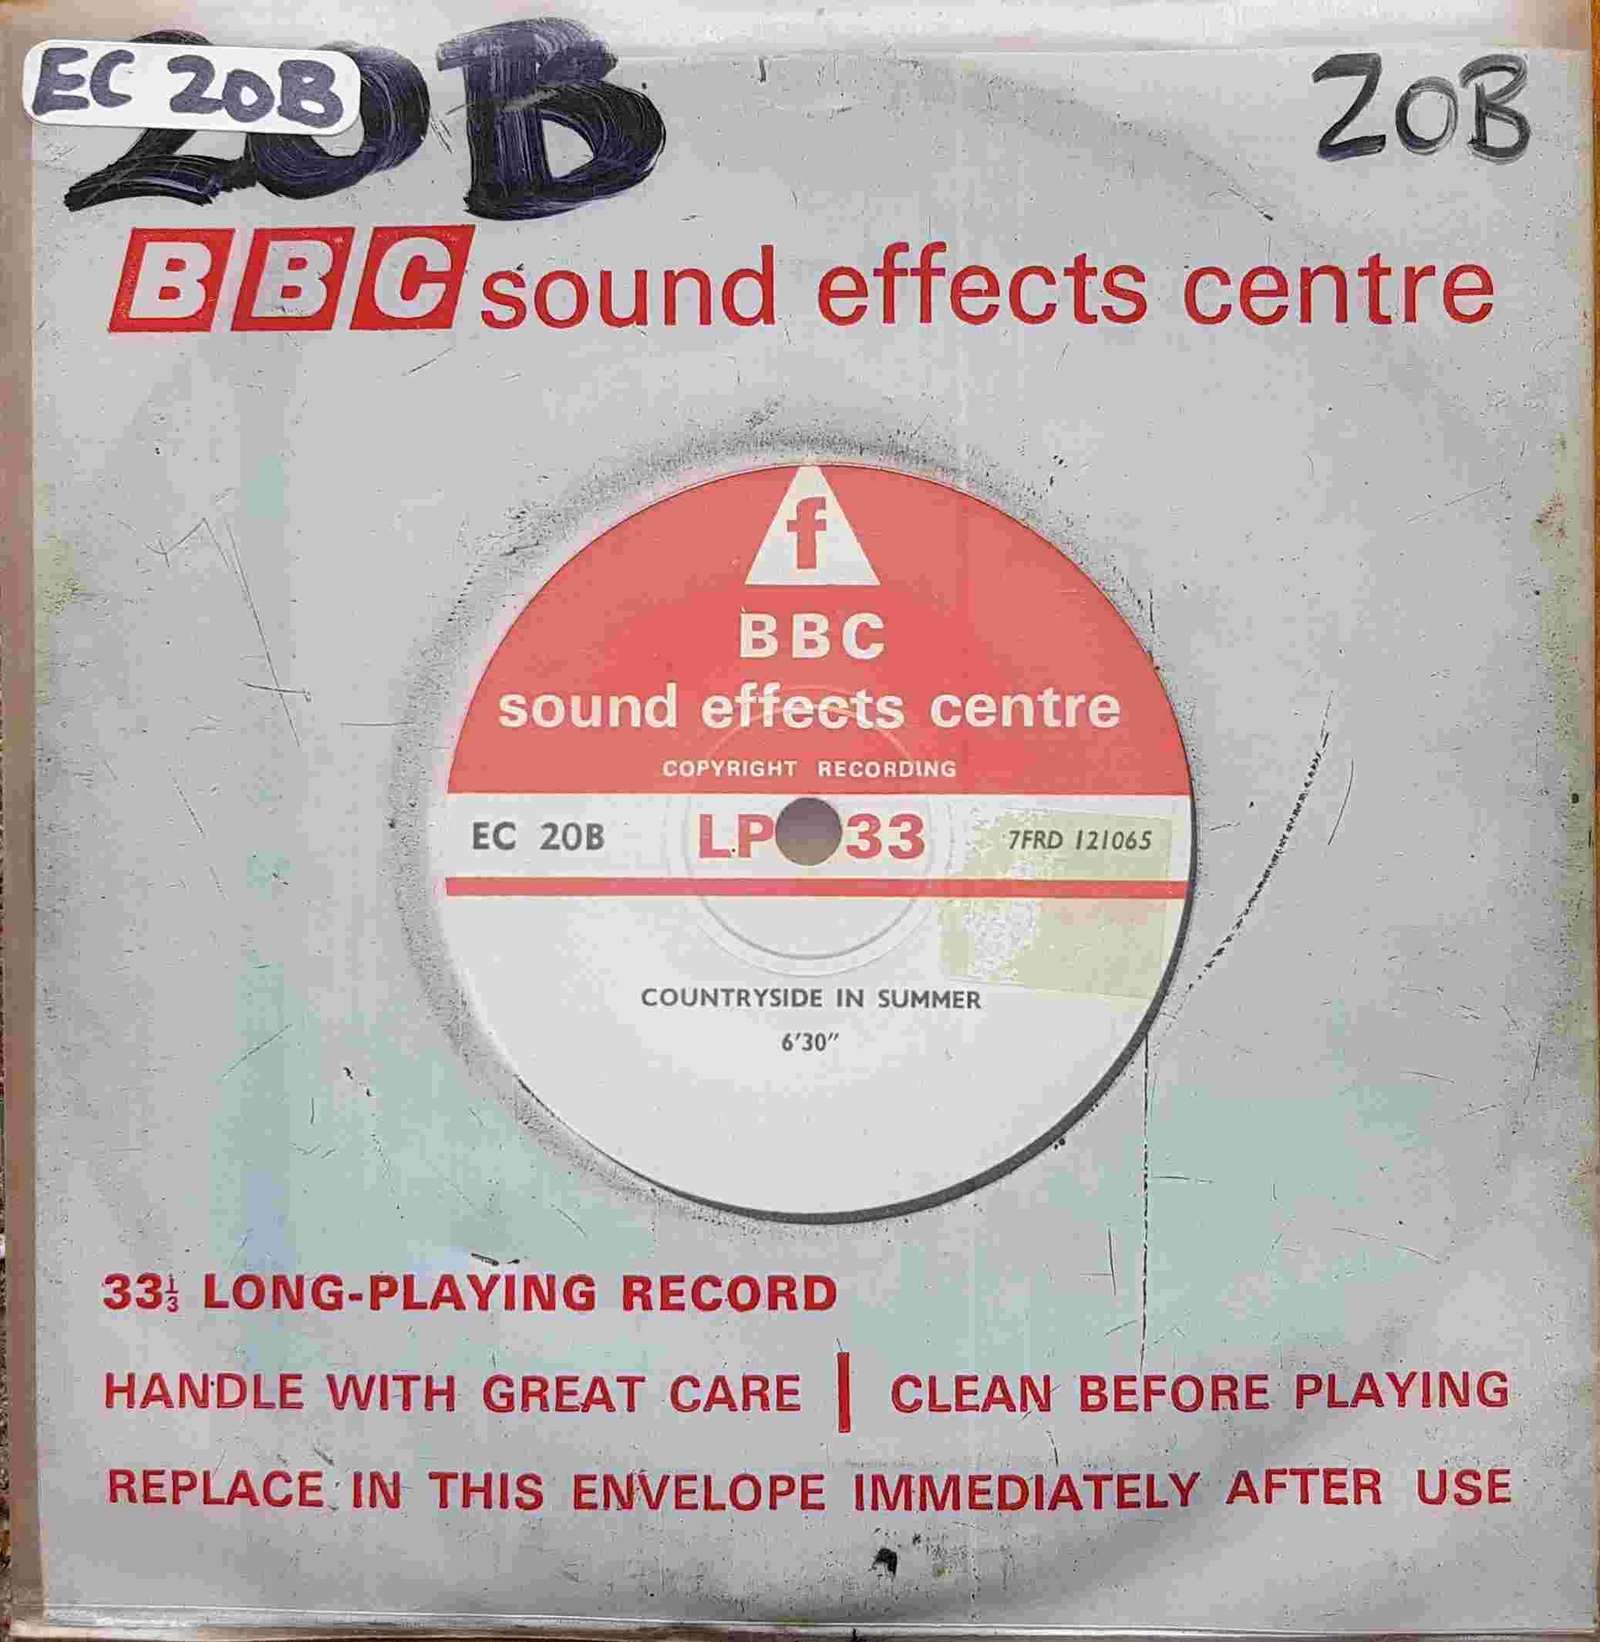 EC 20B
20B
20B
BBC sound effects centre
f
BBC
sound effects centre
COPYRIGHT RECORDING
EC 20B LP 33 7FRD 121065
COUNTRYSIDE IN SUMMER
6'30"
33⅓ LONG-PLAYING RECORD
HANDLE WITH GREAT CARE | CLEAN BEFORE PLAYING
REPLACE IN THIS ENVELOPE IMMEDIATELY AFTER USE